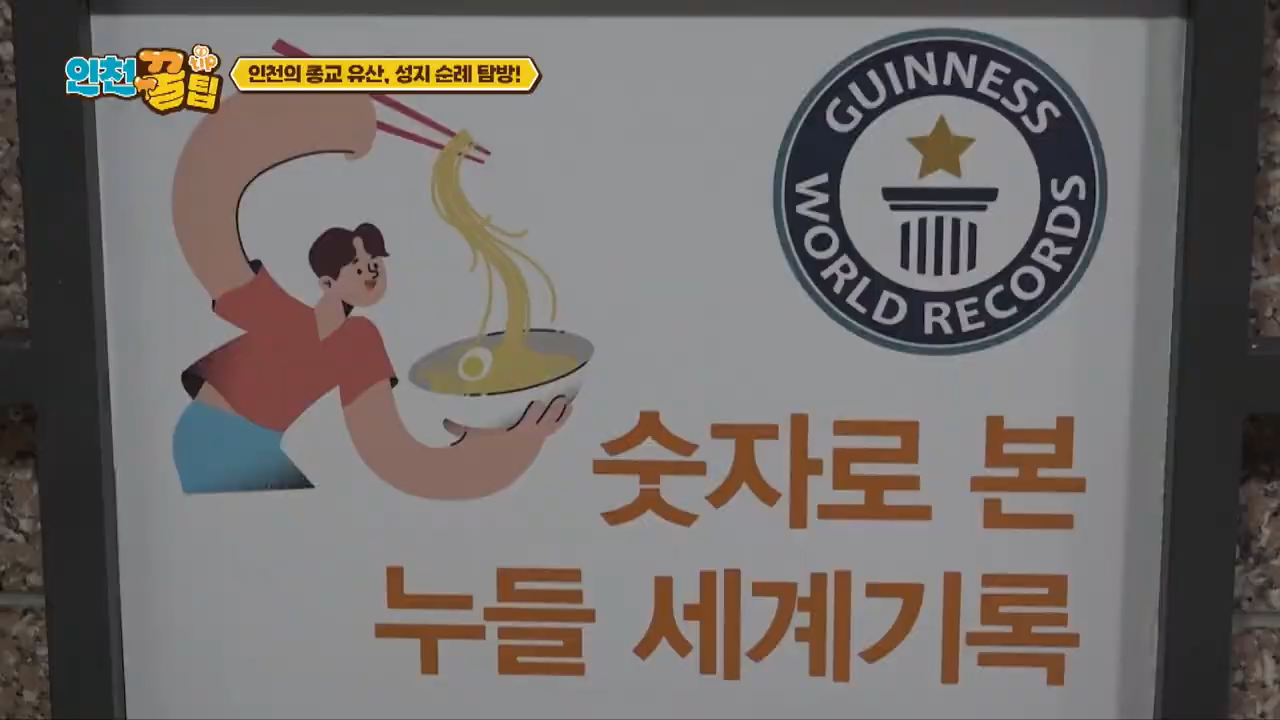 인천 꿀팁 UP
인천의 종교 유산, 성지 순례 탐방!
GUINNESS
WORLD RECORDS
숫자로 본
누들 세계기록